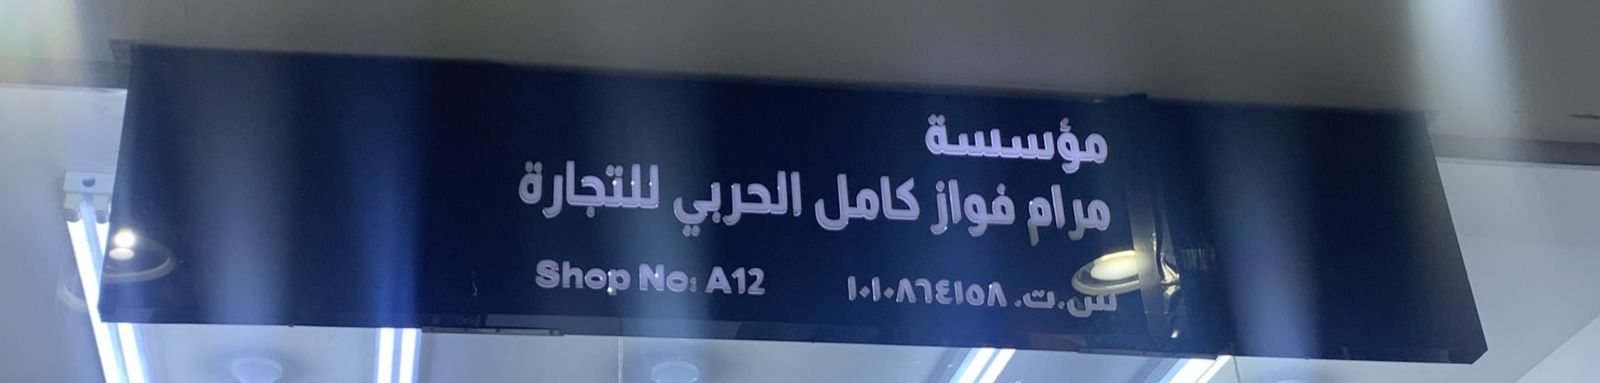 مؤسسة
مرام فواز كامل الحربي للتجارة
س.ت. ١٠١٠٨٦٤١٥٨
Shop No: A12